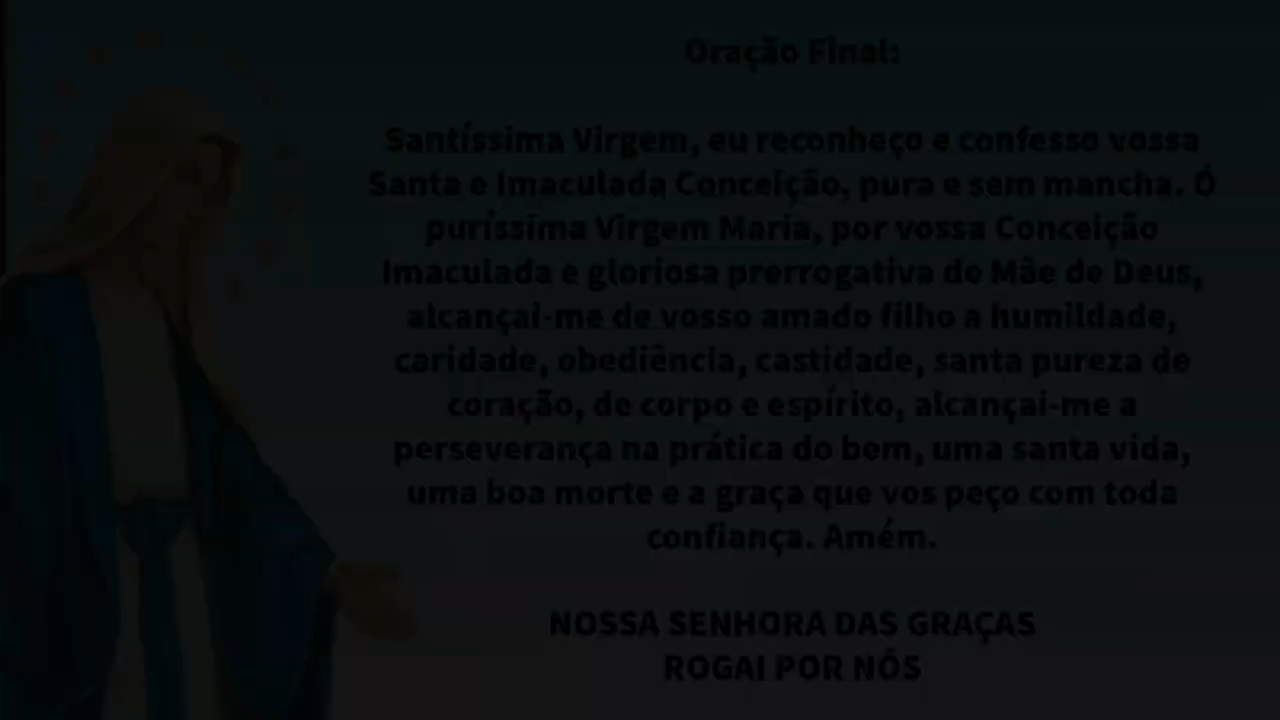 Oração Final:
Santíssima Virgem, eu reconheço e confesso vossa
Santa e Imaculada Conceição, pura e sem mancha. Ó
puríssima Virgem Maria, por vossa Conceição
Imaculada e gloriosa prerrogativa de Mãe de Deus,
alcançai-me de vosso amado filho a humildade,
caridade, obediência, castidade, santa pureza de
coração, de corpo e espírito, alcançai-me a
perseverança na prática do bem, uma santa vida,
uma boa morte e a graça que vos peço com toda
confiança. Amém.
NOSSA SENHORA DAS GRAÇAS
ROGAI POR NÓS